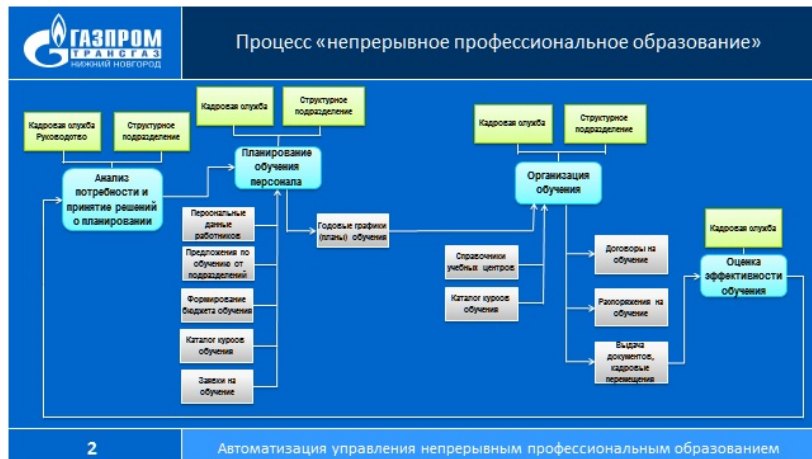 ГАЗПРОМ
ТРАНСГАЗ
НИЖНИЙ НОВГОРОД
Процесс «непрерывное профессиональное образование»
Кадровая служба
Руководство
Структурное
подразделение
Анализ
потребности и
принятие решений
о планировании
Кадровая служба
Структурное
подразделение
Планирование
обучения
персонала
Персональные
данные
работников
Предложения по
обучению от
подразделений
Формирование
бюджета обучения
Каталог курсов
обучения
Заявки на
обучение
Годовые графики
(планы) обучения
Кадровая служба
Структурное
подразделение
Организация
обучения
Справочники
учебных центров
Каталог курсов
обучения
Договоры на
обучение
Распоряжения на
обучение
Выдача
документов,
кадровые
перемещения
Кадровая служба
Оценка
эффективности
обучения
2
Автоматизация управления непрерывным профессиональным образованием